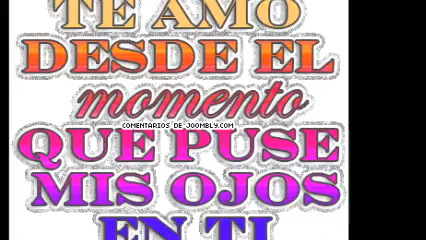 TE AMO
DESDE EL
momento
COMENTARIOS DE JOOMBLY.COM
QUE PUSE
MIS OJOS
EN TI